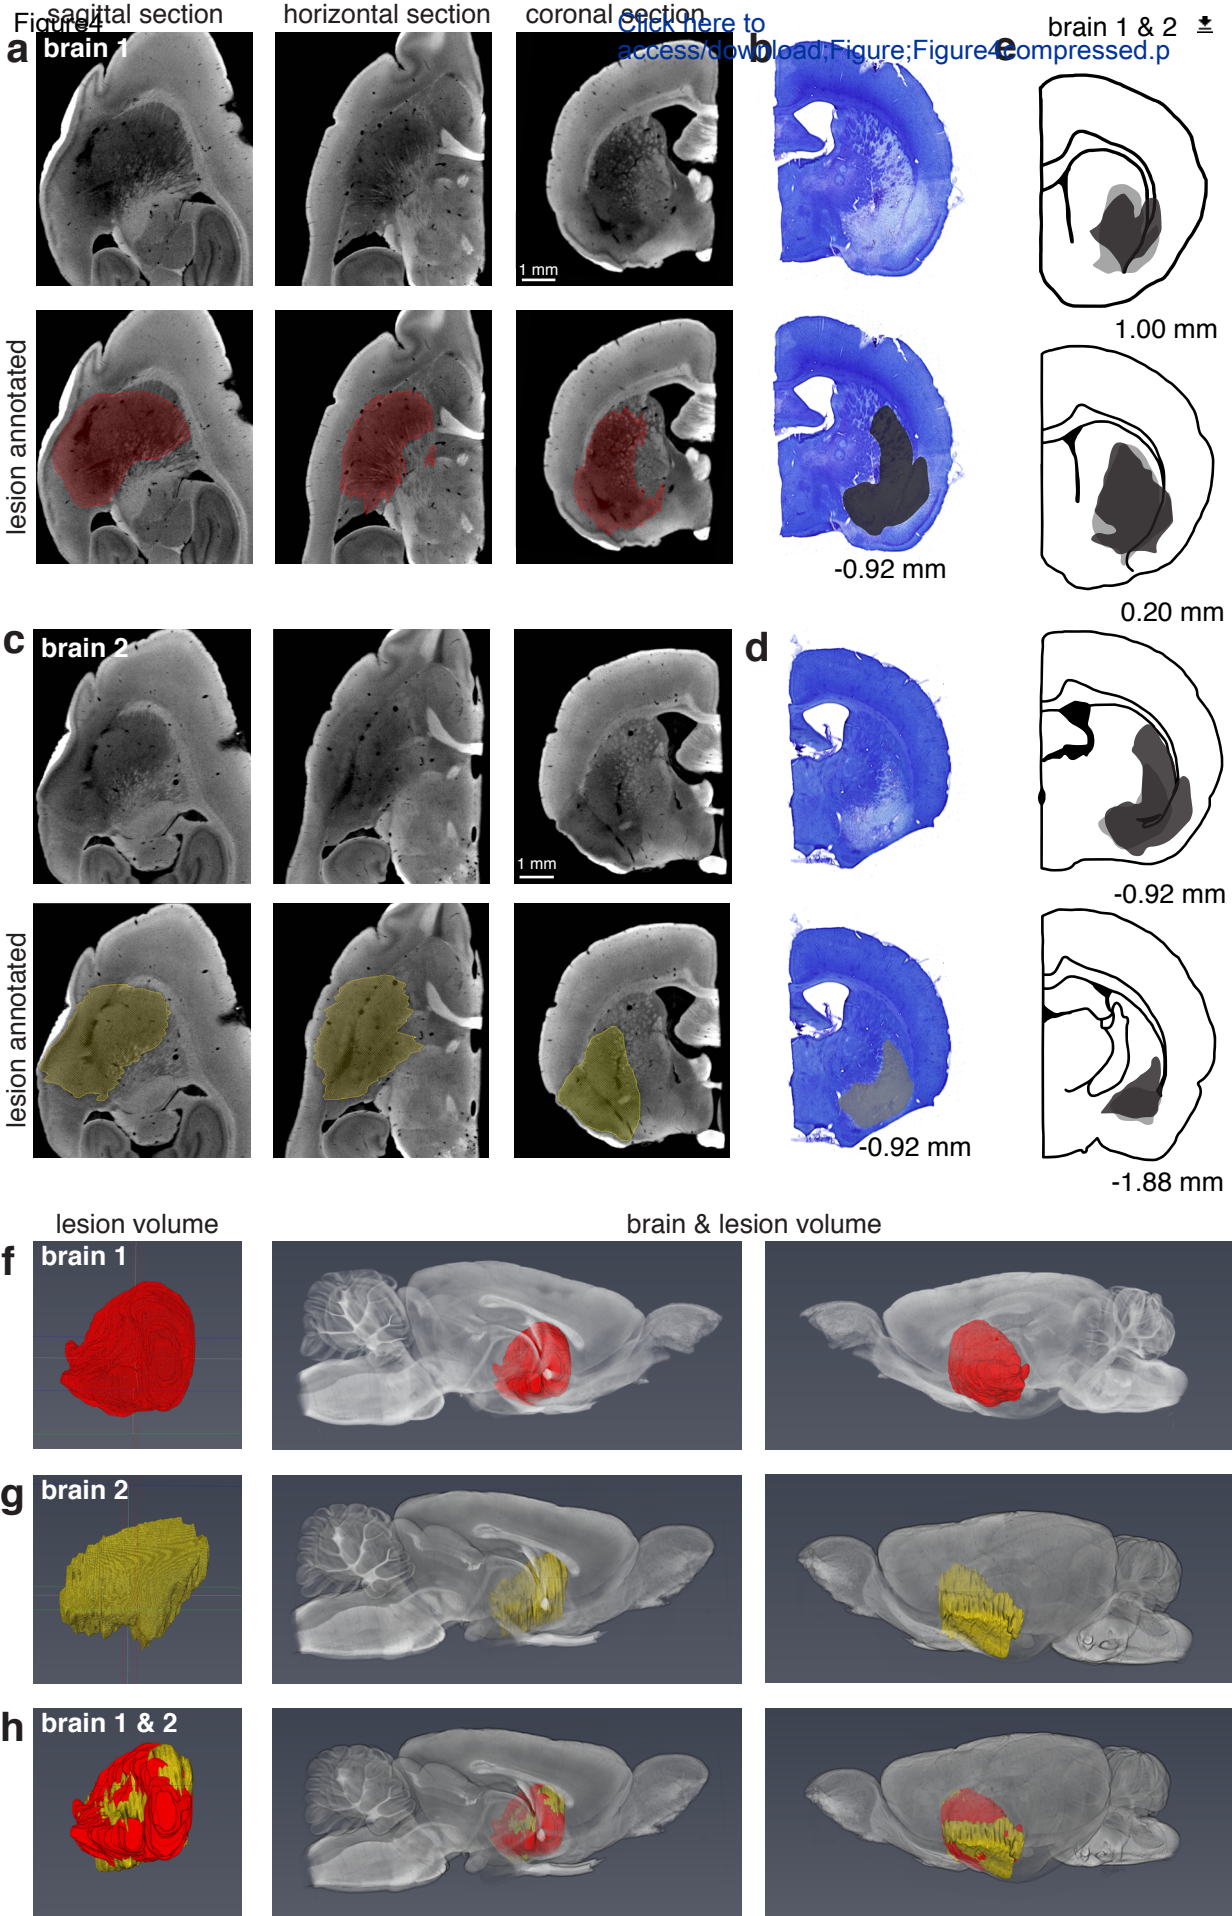 Figure4
sagittal section
horizontal section
coronal section
Click here to
access/download;Figure;Figure4compressed.p
brain 1 & 2
a
brain 1
b
e
1 mm
1.00 mm
lesion annotated
-0.92 mm
0.20 mm
c
brain 2
d
1 mm
-0.92 mm
lesion annotated
-0.92 mm
-1.88 mm
lesion volume
brain & lesion volume
f
brain 1
g
brain 2
h
brain 1 & 2